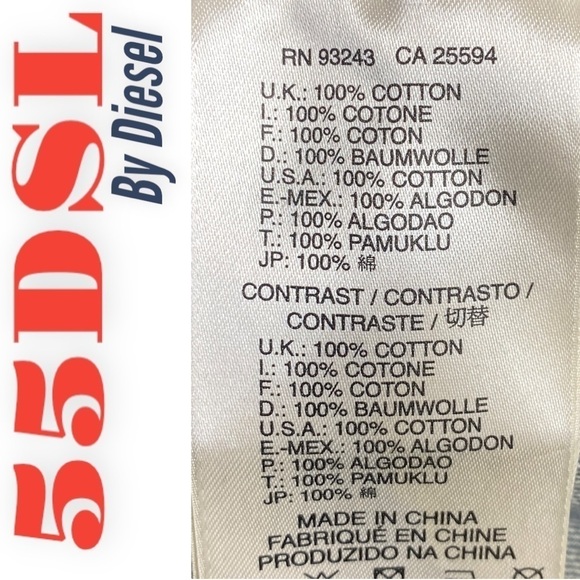 55DSL
By Diesel
RN 93243 CA 25594
U.K.: 100% COTTON
I.: 100% COTONE
F.: 100% COTON
D.: 100% BAUMWOLLE
U.S.A.: 100% COTTON
E.-MEX.: 100% ALGODON
P.: 100% ALGODAO
T.: 100% PAMUKLU
JP: 100% 綿
CONTRAST / CONTRASTO /
CONTRASTE / 切替
U.K.: 100% COTTON
I.: 100% COTONE
F.: 100% COTON
D.: 100% BAUMWOLLE
U.S.A.: 100% COTTON
E.-MEX.: 100% ALGODON
P.: 100% ALGODAO
T.: 100% PAMUKLU
JP: 100% 綿
MADE IN CHINA
FABRIQUÉ EN CHINE
PRODUZIDO NA CHINA